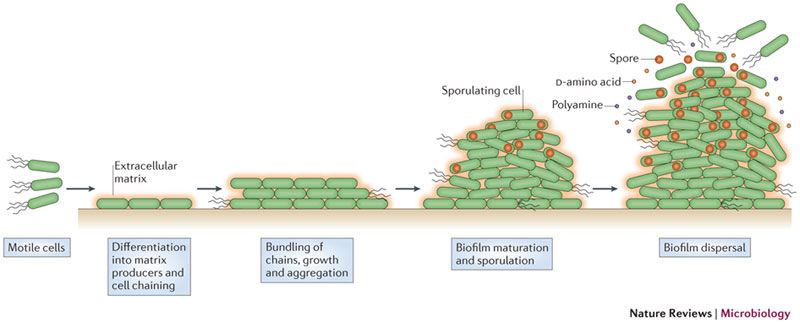 Spore
D-amino acid
Polyamine
Sporulating cell
Extracellular
matrix
Motile cells
Differentiation
into matrix
producers and
cell chaining
Bundling of
chains, growth
and aggregation
Biofilm maturation
and sporulation
Biofilm dispersal
Nature Reviews | Microbiology